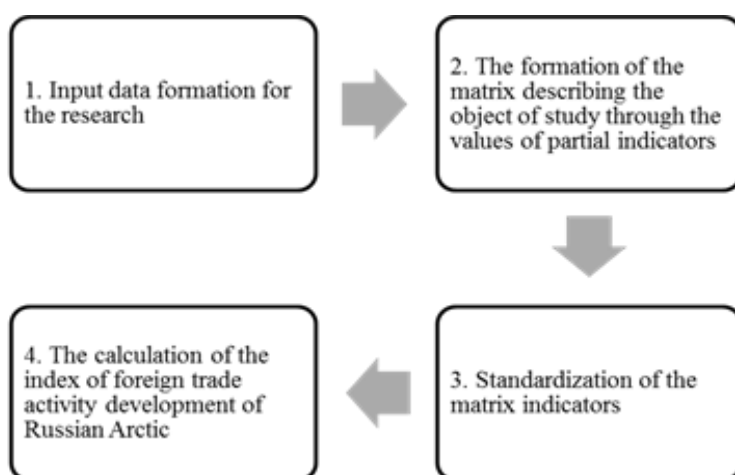 1. Input data formation for
the research
2. The formation of the
matrix describing the
object of study through the
values of partial indicators
3. Standardization of the
matrix indicators
4. The calculation of the
index of foreign trade
activity development of
Russian Arctic